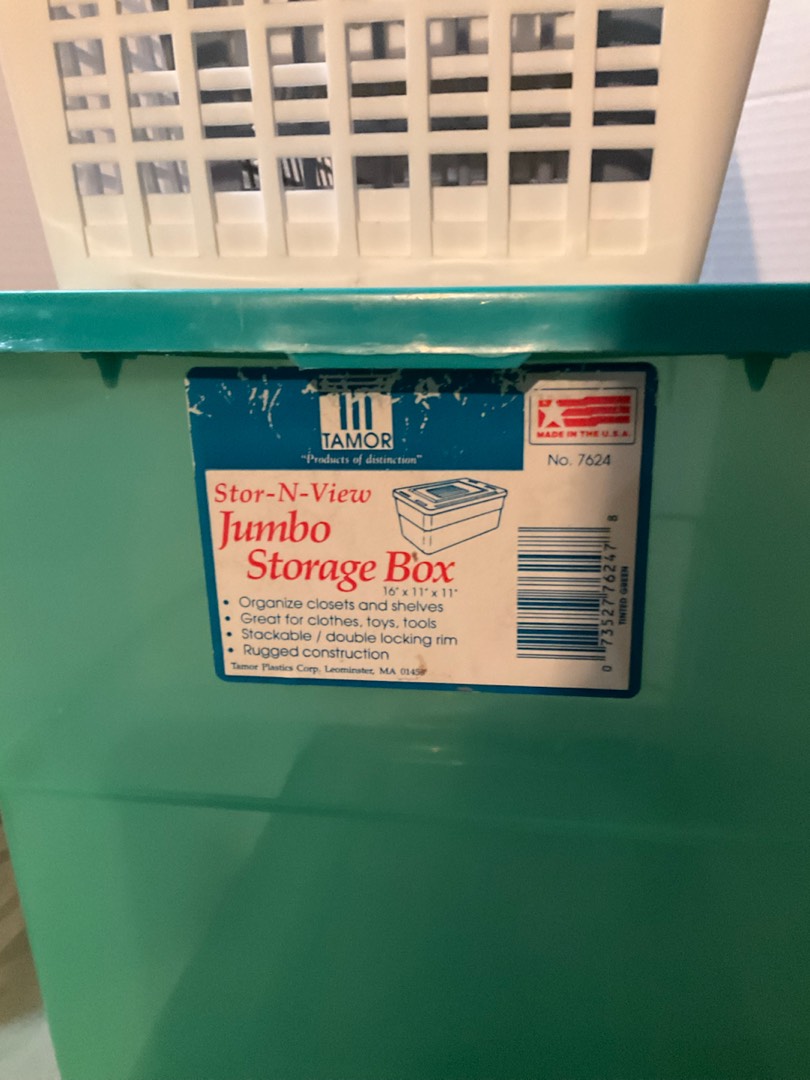 TAMOR
"Products of distinction"
MADE IN THE U.S.A.
No. 7624
Stor-N-View
Jumbo
Storage Box
16" x 11" x 11"
• Organize closets and shelves
• Great for clothes, toys, tools
• Stackable / double locking rim
• Rugged construction
Tamor Plastics Corp. Leominster, MA
0 73527 76247 8
TINTED GREEN